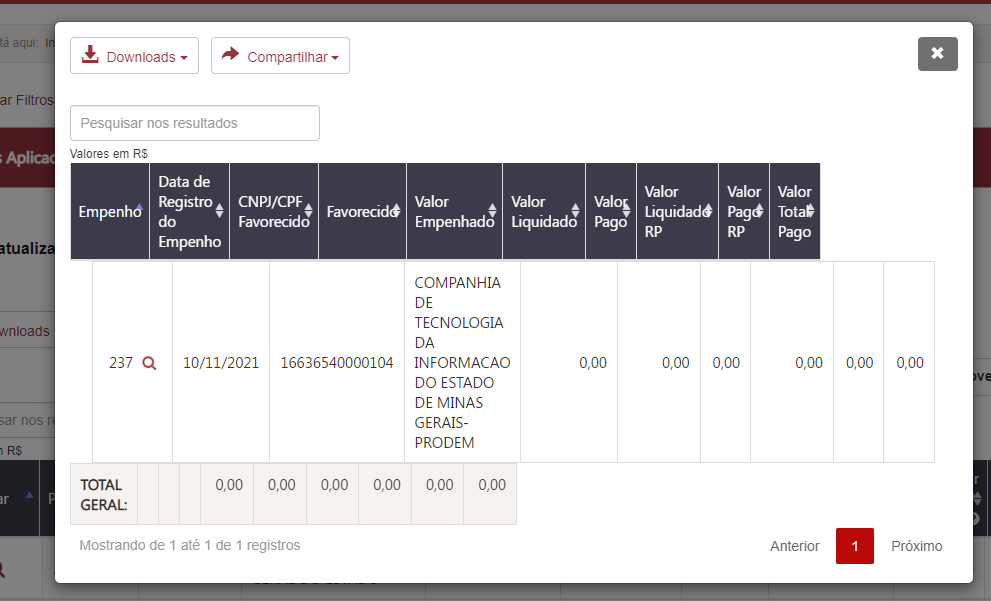 Downloads
Compartilhar
tá aqui: In
ar Filtros
Pesquisar nos resultados
Valores em R$
s Aplicad
Empenho
Data de
Registro
do
Empenho
CNPJ/CPF
Favorecido
Favorecido
Valor
Empenhado
Valor
Liquidado
Valor
Pago
Valor
Liquidado
RP
Valor
Pago
RP
Valor
Total
Pago
atualiza
wnloads
237
10/11/2021
16636540000104
COMPANHIA
DE
TECNOLOGIA
DA
INFORMACAO
DO ESTADO
DE MINAS
GERAIS-
PRODEM
0,00
0,00
0,00
0,00
0,00
0,00
ove
sar nos re
R$
ar
P
r
TOTAL
GERAL:
0,00
0,00
0,00
0,00
0,00
0,00
Mostrando de 1 até 1 de 1 registros
Anterior
1
Próximo